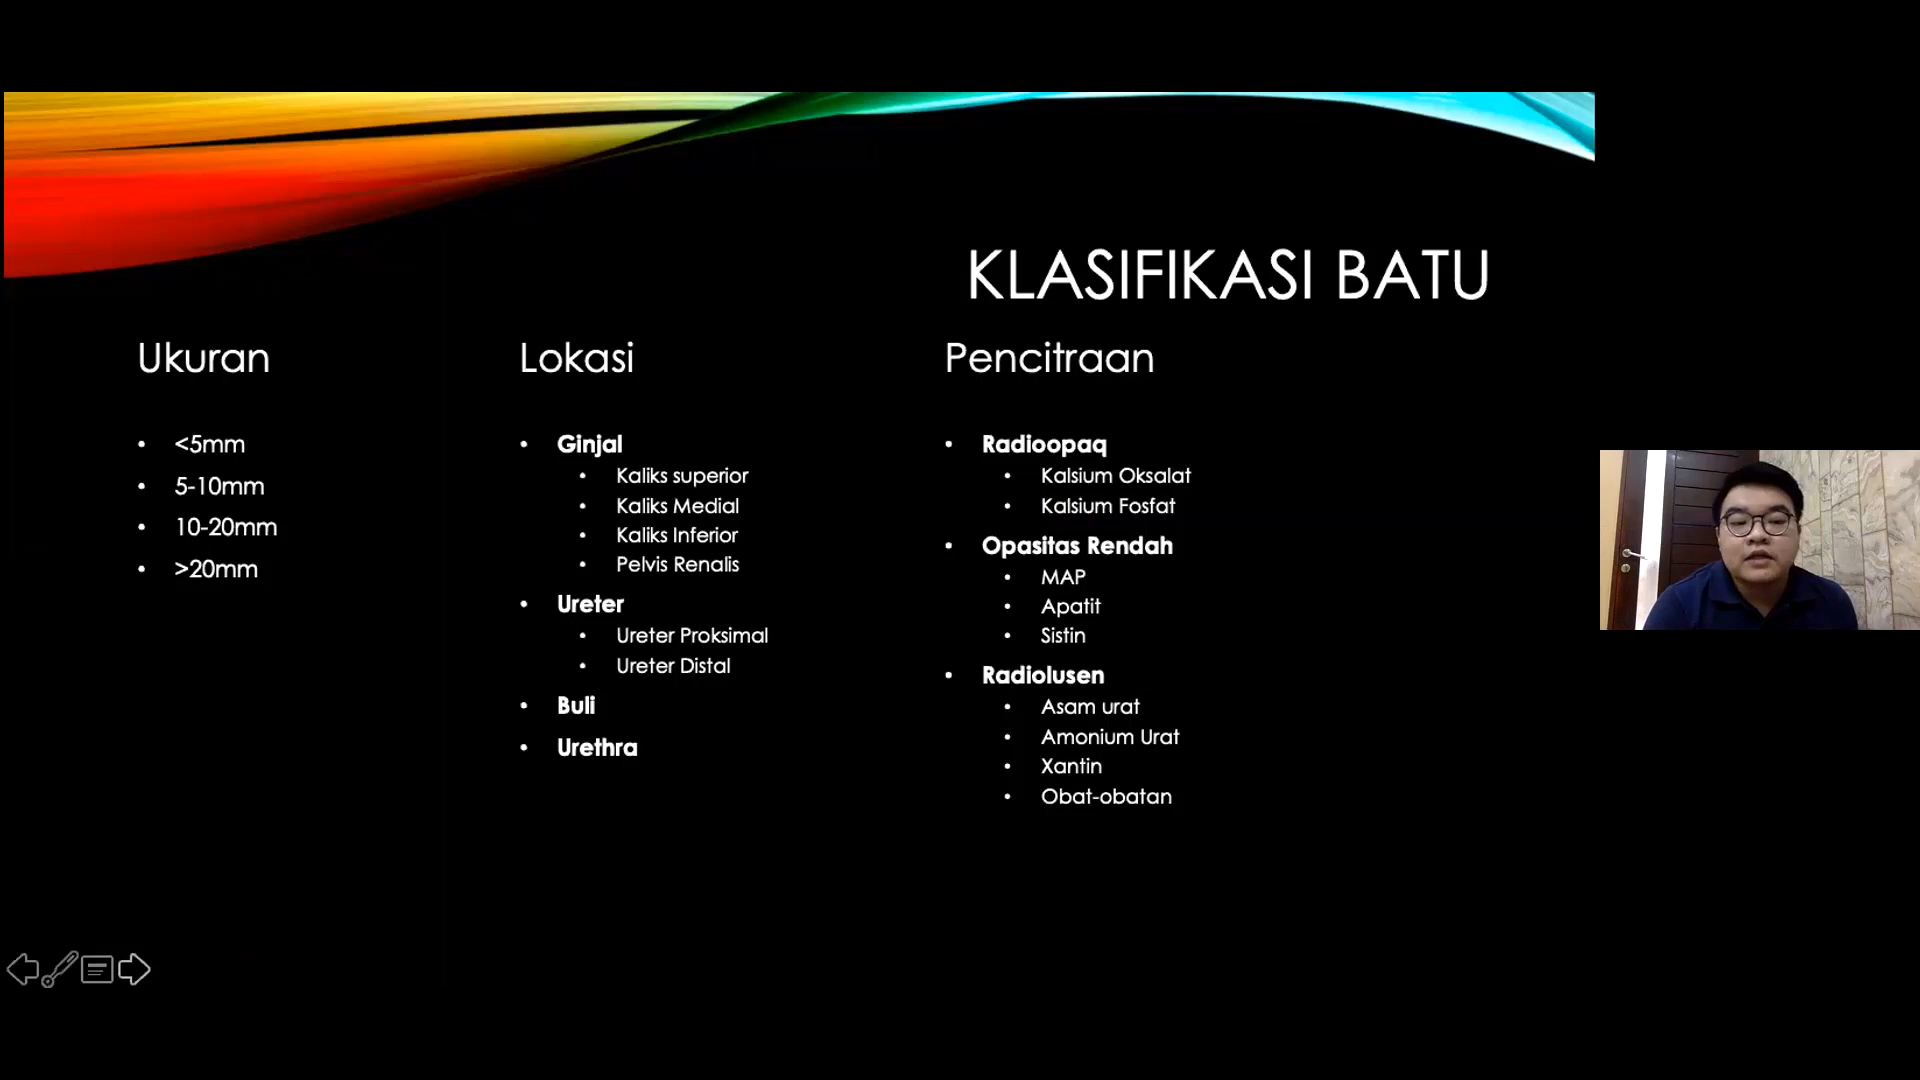 KLASIFIKASI BATU
Ukuran
<5mm
5-10mm
10-20mm
>20mm
Lokasi
Ginjal
Kaliks superior
Kaliks Medial
Kaliks Inferior
Pelvis Renalis
Ureter
Ureter Proksimal
Ureter Distal
Buli
Urethra
Pencitraan
Radioopaq
Kalsium Oksalat
Kalsium Fosfat
Opasitas Rendah
MAP
Apatit
Sistin
Radiolusen
Asam urat
Amonium Urat
Xantin
Obat-obatan